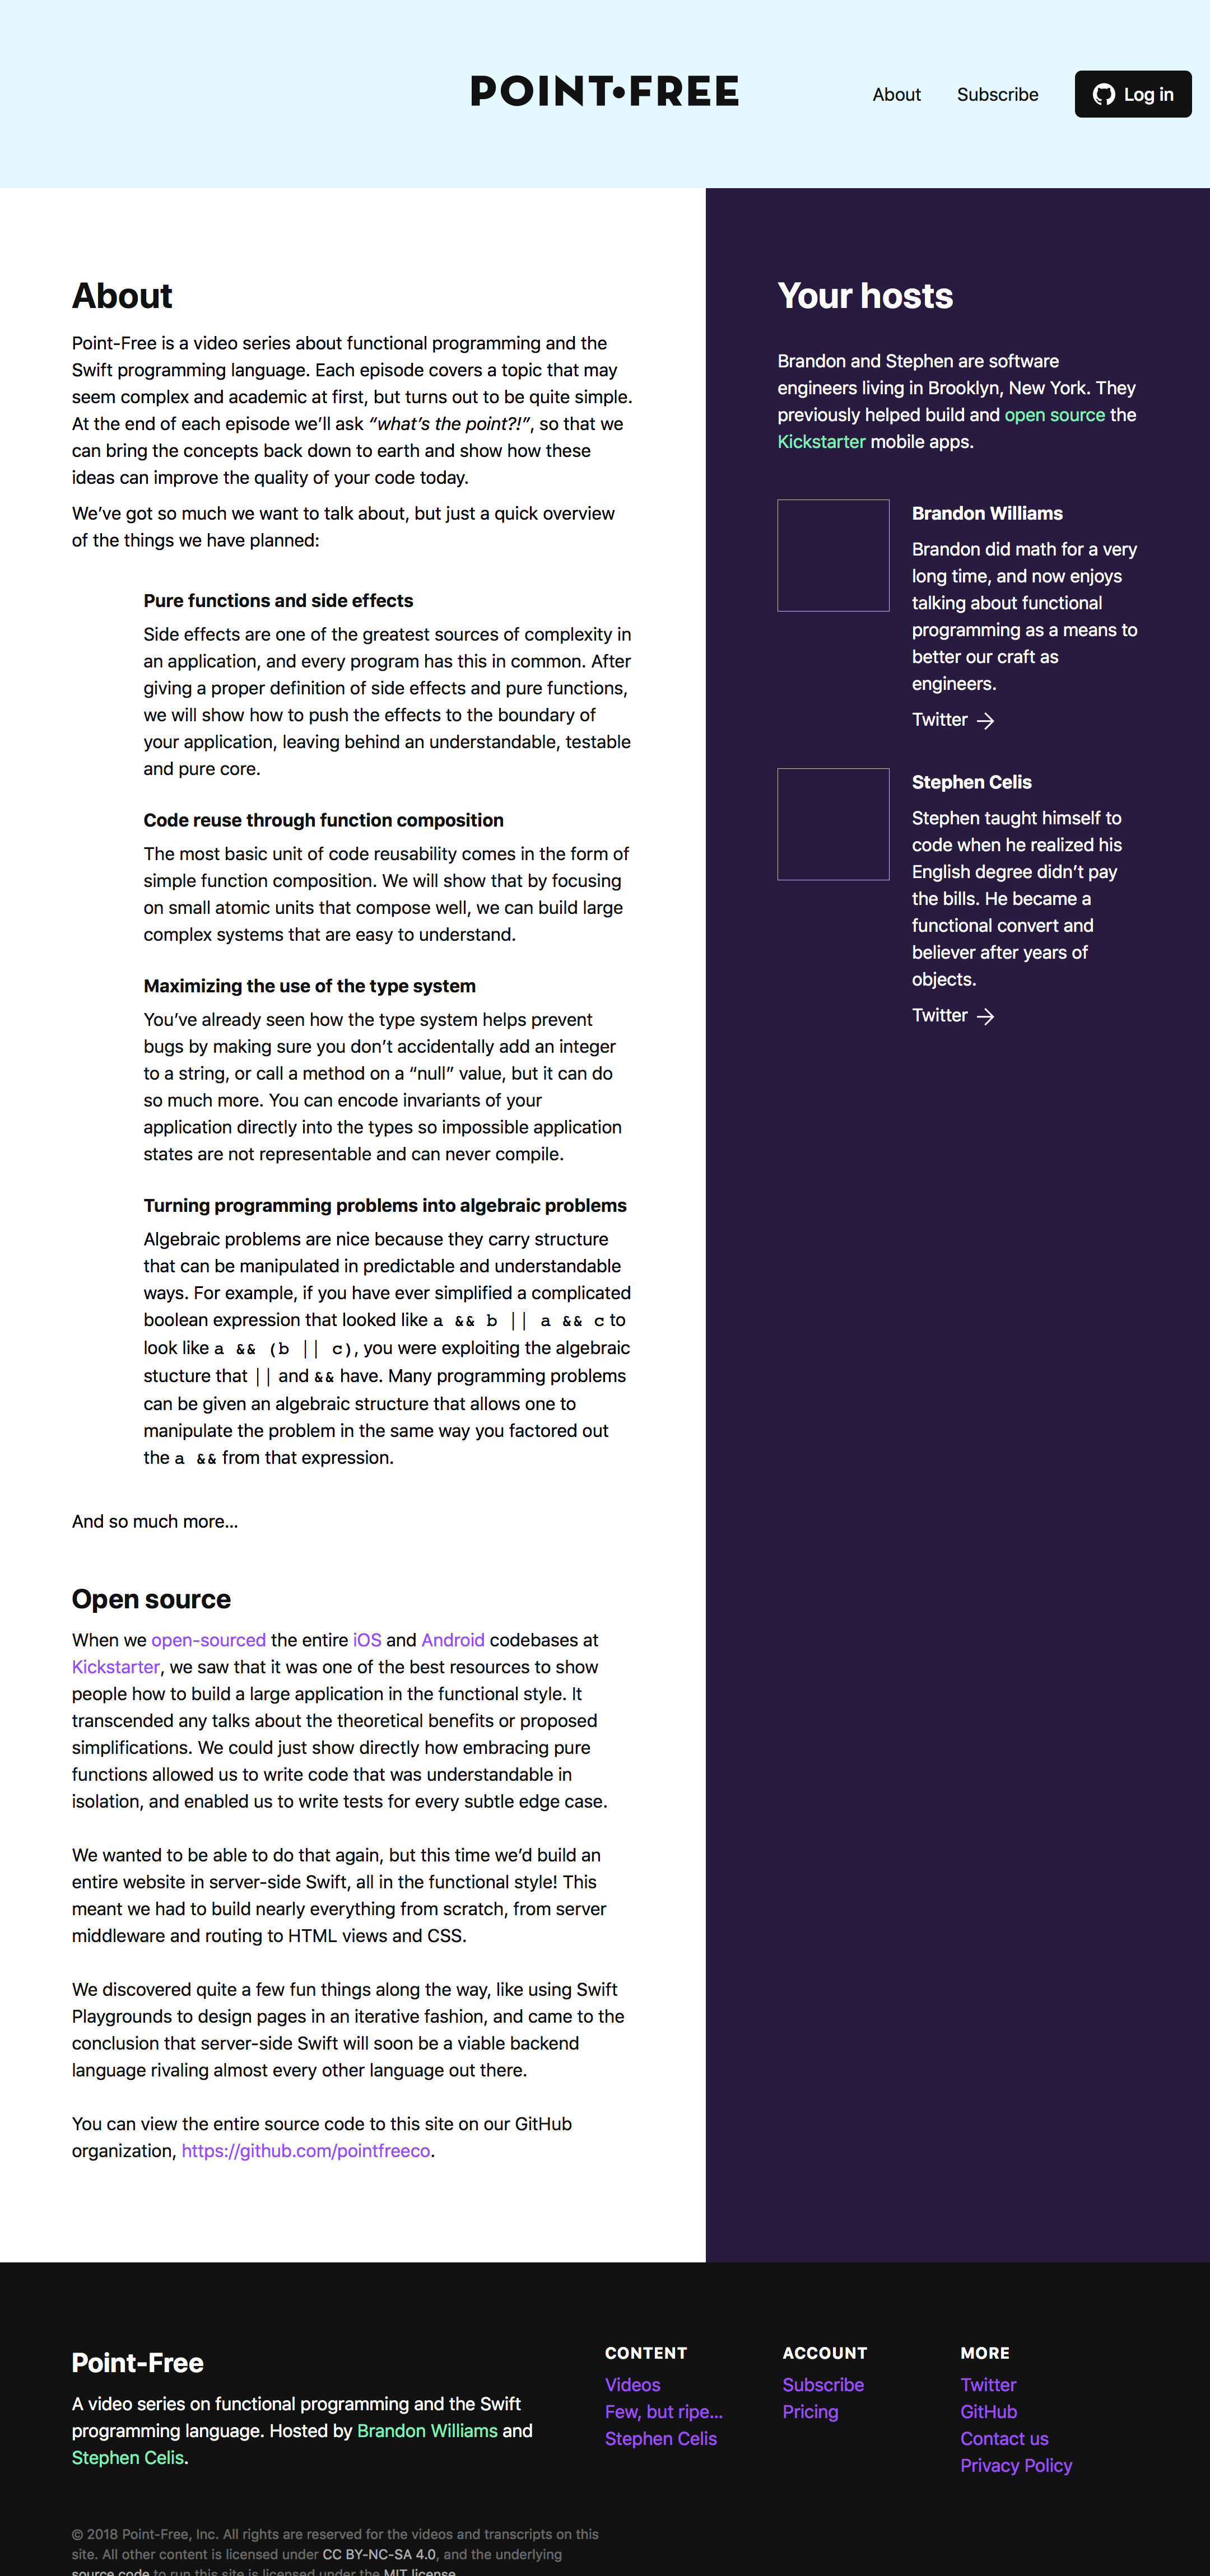 POINT•FREE
About
Subscribe
Log in
About
Point-Free is a video series about functional programming and the
Swift programming language. Each episode covers a topic that may
seem complex and academic at first, but turns out to be quite simple.
At the end of each episode we’ll ask “what’s the point?!”, so that we
can bring the concepts back down to earth and show how these
ideas can improve the quality of your code today.
We’ve got so much we want to talk about, but just a quick overview
of the things we have planned:
Pure functions and side effects
Side effects are one of the greatest sources of complexity in
an application, and every program has this in common. After
giving a proper definition of side effects and pure functions,
we will show how to push the effects to the boundary of
your application, leaving behind an understandable, testable
and pure core.
Code reuse through function composition
The most basic unit of code reusability comes in the form of
simple function composition. We will show that by focusing
on small atomic units that compose well, we can build large
complex systems that are easy to understand.
Maximizing the use of the type system
You’ve already seen how the type system helps prevent
bugs by making sure you don’t accidentally add an integer
to a string, or call a method on a “null” value, but it can do
so much more. You can encode invariants of your
application directly into the types so impossible application
states are not representable and can never compile.
Turning programming problems into algebraic problems
Algebraic problems are nice because they carry structure
that can be manipulated in predictable and understandable
ways. For example, if you have ever simplified a complicated
boolean expression that looked like a && b || a && c to
look like a && (b || c), you were exploiting the algebraic
stucture that || and && have. Many programming problems
can be given an algebraic structure that allows one to
manipulate the problem in the same way you factored out
the a && from that expression.
And so much more…
Open source
When we open-sourced the entire iOS and Android codebases at
Kickstarter, we saw that it was one of the best resources to show
people how to build a large application in the functional style. It
transcended any talks about the theoretical benefits or proposed
simplifications. We could just show directly how embracing pure
functions allowed us to write code that was understandable in
isolation, and enabled us to write tests for every subtle edge case.
We wanted to be able to do that again, but this time we’d build an
entire website in server-side Swift, all in the functional style! This
meant we had to build nearly everything from scratch, from server
middleware and routing to HTML views and CSS.
We discovered quite a few fun things along the way, like using Swift
Playgrounds to design pages in an iterative fashion, and came to the
conclusion that server-side Swift will soon be a viable backend
language rivaling almost every other language out there.
You can view the entire source code to this site on our GitHub
organization, https://github.com/pointfreeco.
Your hosts
Brandon and Stephen are software
engineers living in Brooklyn, New York. They
previously helped build and open source the
Kickstarter mobile apps.
Brandon Williams
Brandon did math for a very
long time, and now enjoys
talking about functional
programming as a means to
better our craft as
engineers.
Twitter →
Stephen Celis
Stephen taught himself to
code when he realized his
English degree didn’t pay
the bills. He became a
functional convert and
believer after years of
objects.
Twitter →
Point-Free
A video series on functional programming and the Swift
programming language. Hosted by Brandon Williams and
Stephen Celis.
CONTENT
Videos
Few, but ripe…
Stephen Celis
ACCOUNT
Subscribe
Pricing
MORE
Twitter
GitHub
Contact us
Privacy Policy
© 2018 Point-Free, Inc. All rights are reserved for the videos and transcripts on this
site. All other content is licensed under CC BY-NC-SA 4.0, and the underlying
source code to run this site is licensed under the MIT license.